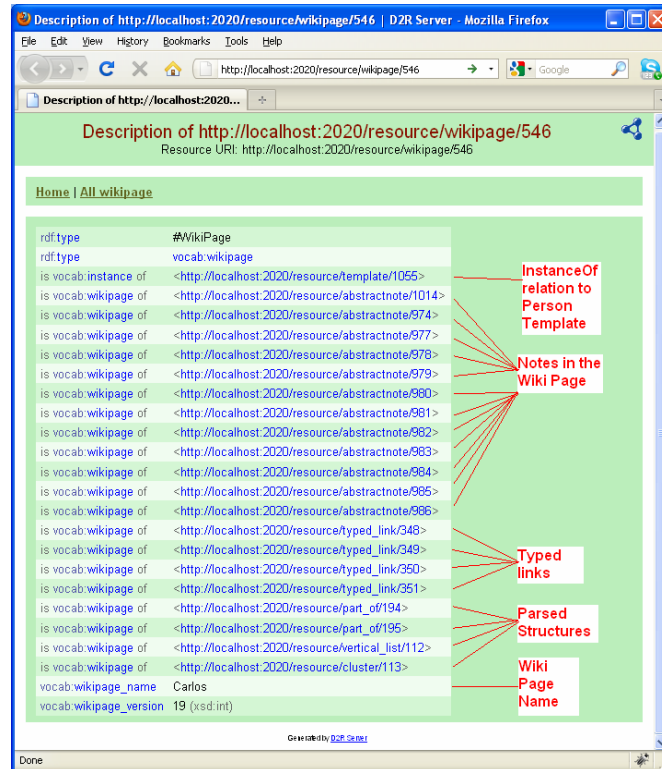 Description of http://localhost:2020/resource/wikipage/546 | D2R Server - Mozilla Firefox
File Edit View History Bookmarks Tools Help
http://localhost:2020/resource/wikipage/546 Google
Description of http://localhost:2020...
Description of http://localhost:2020/resource/wikipage/546
Resource URI: http://localhost:2020/resource/wikipage/546
Home | All wikipage
rdf:type #WikiPage
rdf:type vocab:wikipage
is vocab:instance of <http://localhost:2020/resource/template/1055>
is vocab:wikipage of <http://localhost:2020/resource/abstractnote/1014>
is vocab:wikipage of <http://localhost:2020/resource/abstractnote/974>
is vocab:wikipage of <http://localhost:2020/resource/abstractnote/977>
is vocab:wikipage of <http://localhost:2020/resource/abstractnote/978>
is vocab:wikipage of <http://localhost:2020/resource/abstractnote/979>
is vocab:wikipage of <http://localhost:2020/resource/abstractnote/980>
is vocab:wikipage of <http://localhost:2020/resource/abstractnote/981>
is vocab:wikipage of <http://localhost:2020/resource/abstractnote/982>
is vocab:wikipage of <http://localhost:2020/resource/abstractnote/983>
is vocab:wikipage of <http://localhost:2020/resource/abstractnote/984>
is vocab:wikipage of <http://localhost:2020/resource/abstractnote/985>
is vocab:wikipage of <http://localhost:2020/resource/abstractnote/986>
is vocab:wikipage of <http://localhost:2020/resource/typed_link/348>
is vocab:wikipage of <http://localhost:2020/resource/typed_link/349>
is vocab:wikipage of <http://localhost:2020/resource/typed_link/350>
is vocab:wikipage of <http://localhost:2020/resource/typed_link/351>
is vocab:wikipage of <http://localhost:2020/resource/part_of/194>
is vocab:wikipage of <http://localhost:2020/resource/part_of/195>
is vocab:wikipage of <http://localhost:2020/resource/vertical_list/112>
is vocab:wikipage of <http://localhost:2020/resource/cluster/113>
vocab:wikipage_name Carlos
vocab:wikipage_version 19 (xsd:int)
InstanceOf
relation to
Person
Template
Notes in the
Wiki Page
Typed
links
Parsed
Structures
Wiki
Page
Name
Generated by D2R Server
Done